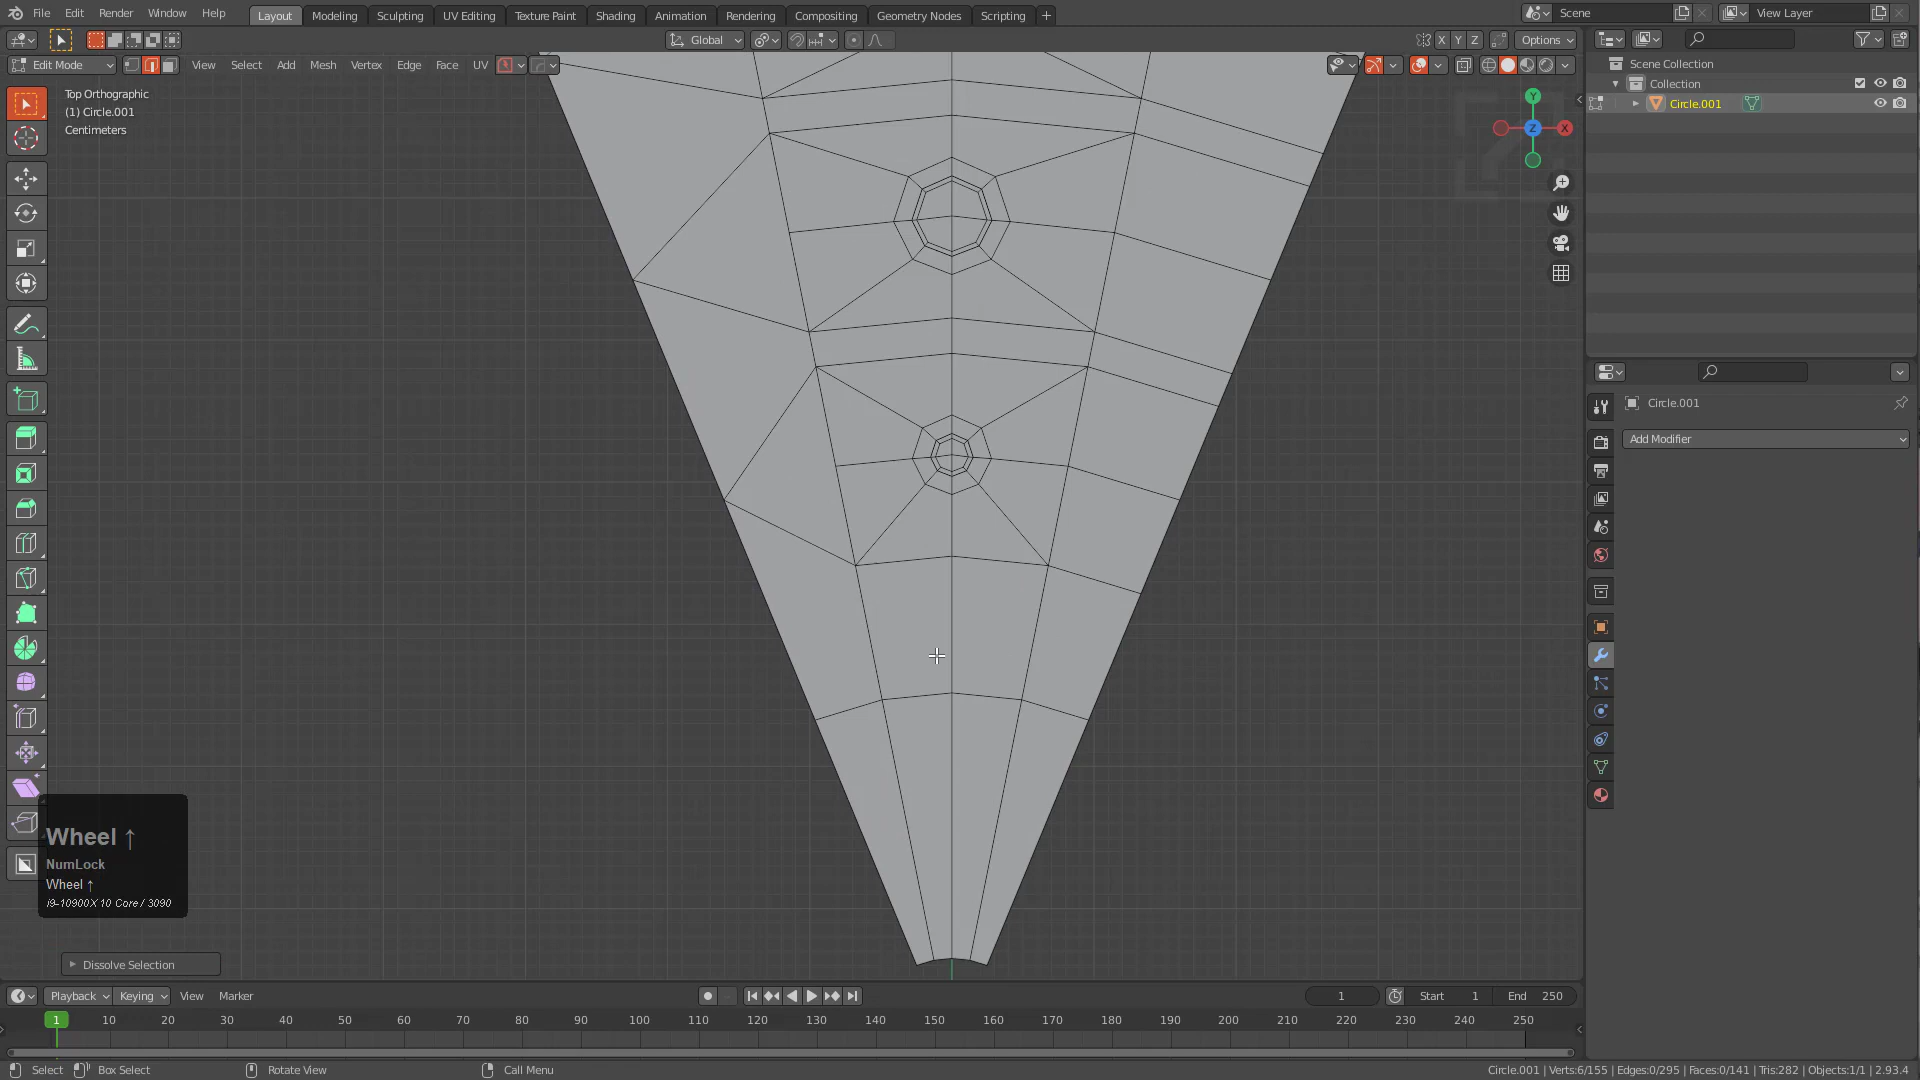 File Edit Render Window Help Layout Modeling Sculpting UV Editing Texture Paint Shading Animation Rendering Compositing Geometry Nodes Scripting Scene View Layer
Global X Y Z Options
Edit Mode View Select Add Mesh Vertex Edge Face UV
Top Orthographic
(1) Circle.001
Centimeters
Y
Z
X
Scene Collection
Collection
Circle.001
Circle.001
Add Modifier
Wheel ↑
NumLock
Wheel ↑
i9-10900X 10 Core / 3090
Dissolve Selection
Playback Keying View Marker 1 Start 1 End 250
1 10 20 30 40 50 60 70 80 90 100 110 120 130 140 150 160 170 180 190 200 210 220 230 240 250
Select Box Select Rotate View Call Menu Circle.001 | Verts:6/155 | Edges:0/295 | Faces:0/141 | Tris:282 | Objects:1/1 | 2.93.4